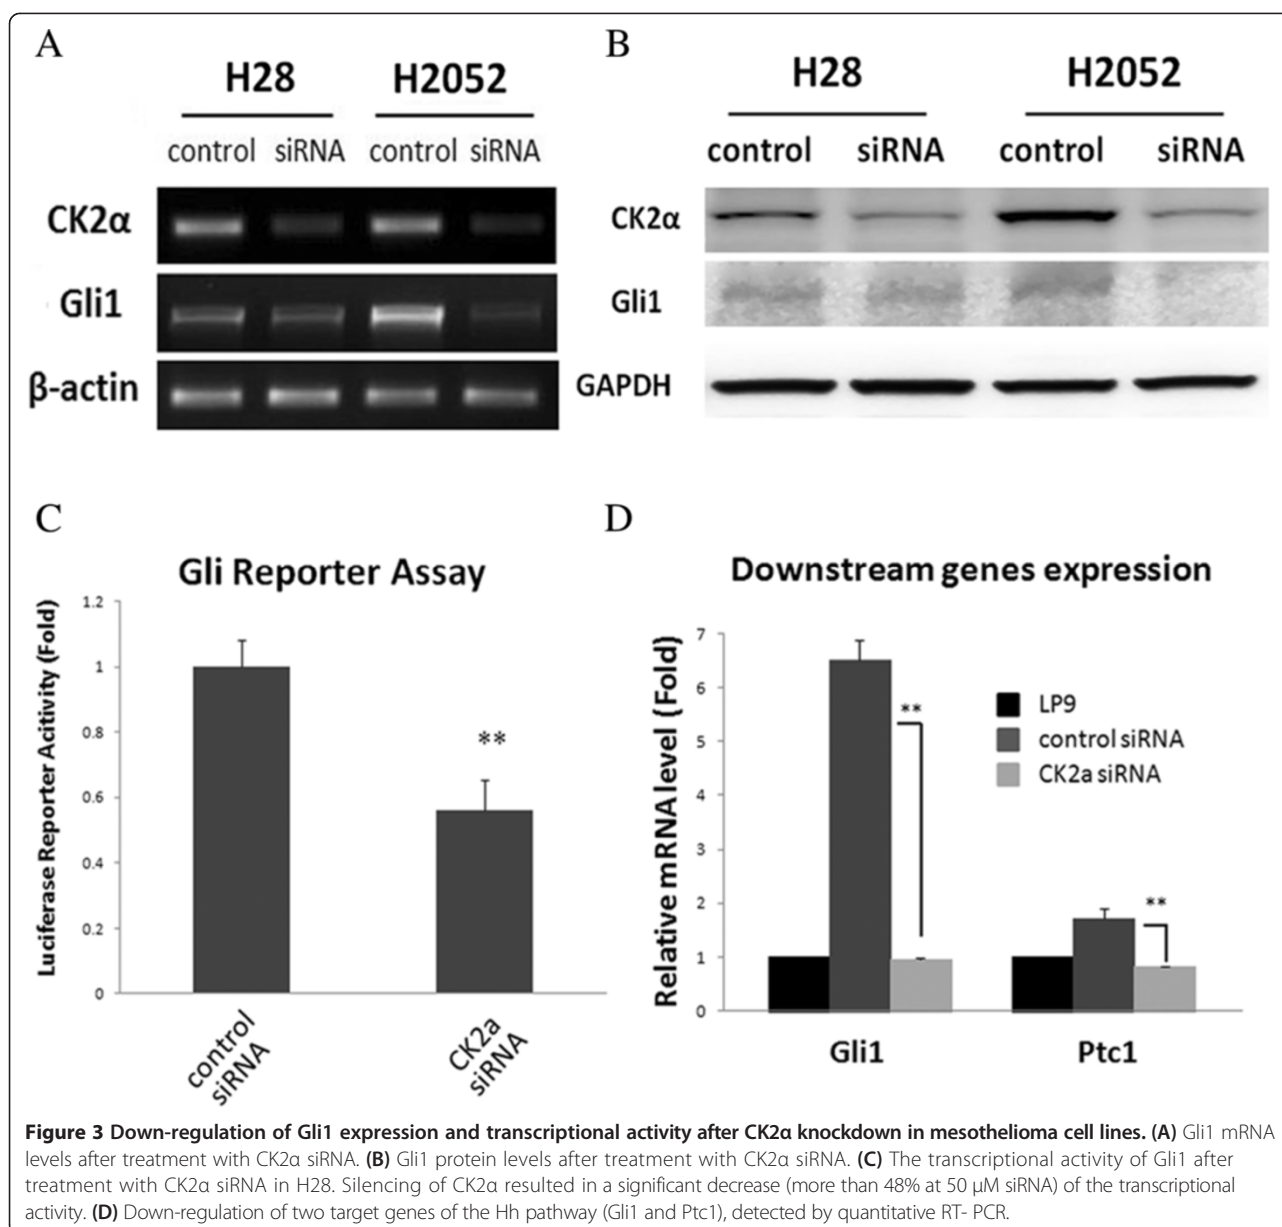 A
H28 H2052
control siRNA control siRNA
CK2α
Gli1
β-actin
B
H28 H2052
control siRNA control siRNA
CK2α
Gli1
GAPDH
C
Gli Reporter Assay
Luciferase Reporter Acitivity (Fold)
1.2
1
0.8
0.6
0.4
0.2
0
**
control siRNA
CK2a siRNA
D
Downstream genes expression
Relative mRNA level (Fold)
7
6
5
4
3
2
1
0
**
**
LP9
control siRNA
CK2a siRNA
Gli1
Ptc1
Figure 3 Down-regulation of Gli1 expression and transcriptional activity after CK2α knockdown in mesothelioma cell lines. (A) Gli1 mRNA
levels after treatment with CK2α siRNA. (B) Gli1 protein levels after treatment with CK2α siRNA. (C) The transcriptional activity of Gli1 after
treatment with CK2α siRNA in H28. Silencing of CK2α resulted in a significant decrease (more than 48% at 50 μM siRNA) of the transcriptional
activity. (D) Down-regulation of two target genes of the Hh pathway (Gli1 and Ptc1), detected by quantitative RT- PCR.